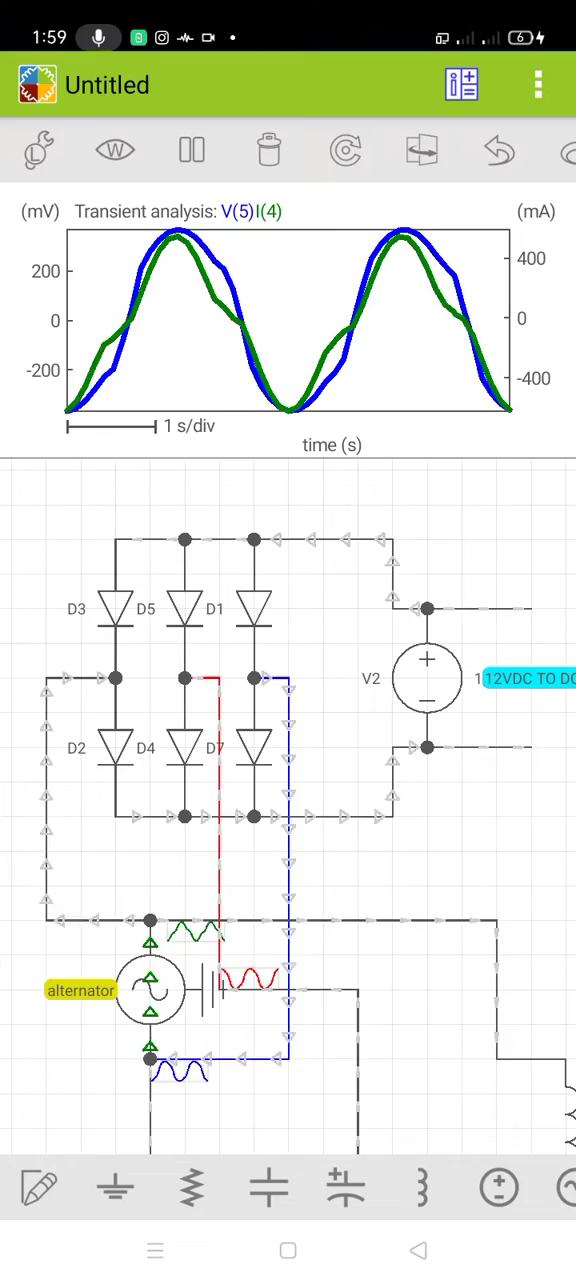 1:59
6
Untitled
L
W
(mV) Transient analysis: V(5)I(4) (mA)
200
0
-200
400
0
-400
1 s/div
time (s)
D3 D5 D1
V2
12VDC TO DC
D2 D4 D7
alternator